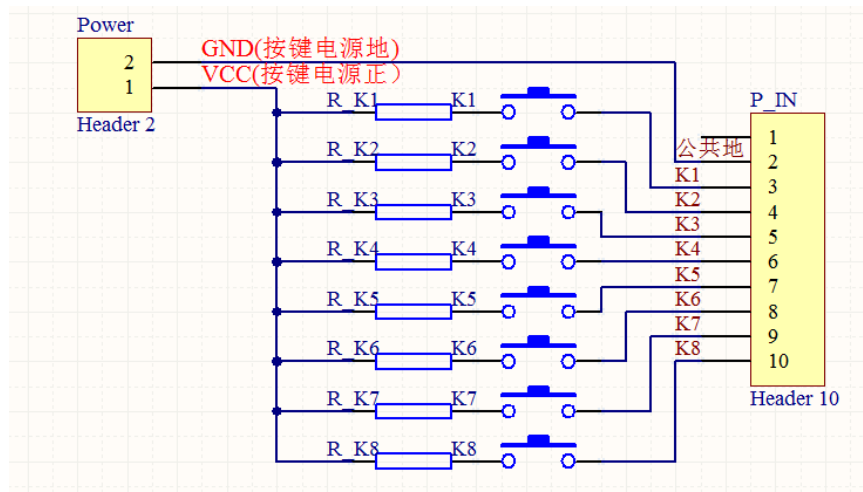 Power
GND(按键电源地)
2
VCC(按键电源正）
1
Header 2
R_K1 K1
R_K2 K2
R_K3 K3
R_K4 K4
R_K5 K5
R_K6 K6
R_K7 K7
R_K8 K8
P_IN
1
公共地
2
K1
3
K2
4
K3
5
K4
6
K5
7
K6
8
K7
9
K8
10
Header 10